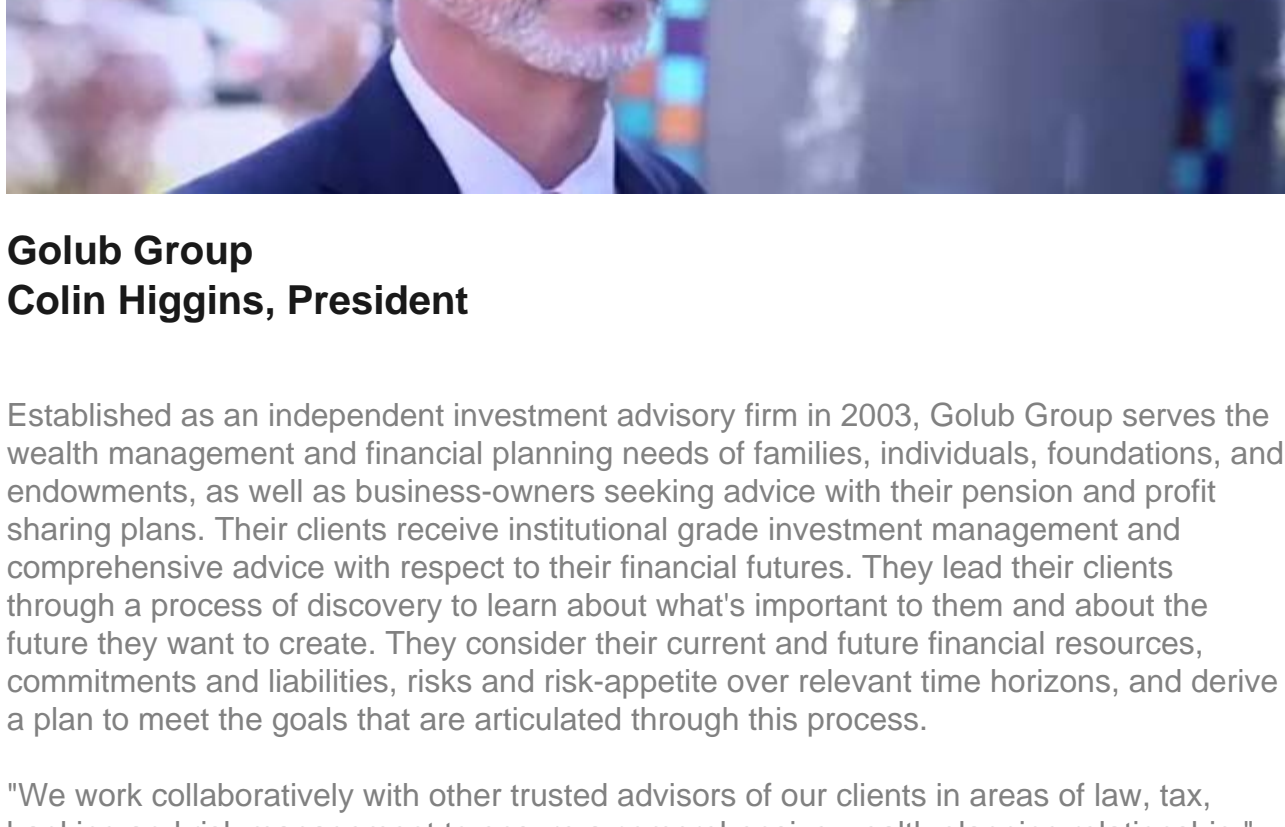 Golub Group
Colin Higgins, President
Established as an independent investment advisory firm in 2003, Golub Group serves the
wealth management and financial planning needs of families, individuals, foundations, and
endowments, as well as business-owners seeking advice with their pension and profit
sharing plans. Their clients receive institutional grade investment management and
comprehensive advice with respect to their financial futures. They lead their clients
through a process of discovery to learn about what's important to them and about the
future they want to create. They consider their current and future financial resources,
commitments and liabilities, risks and risk-appetite over relevant time horizons, and derive
a plan to meet the goals that are articulated through this process.
"We work collaboratively with other trusted advisors of our clients in areas of law, tax,